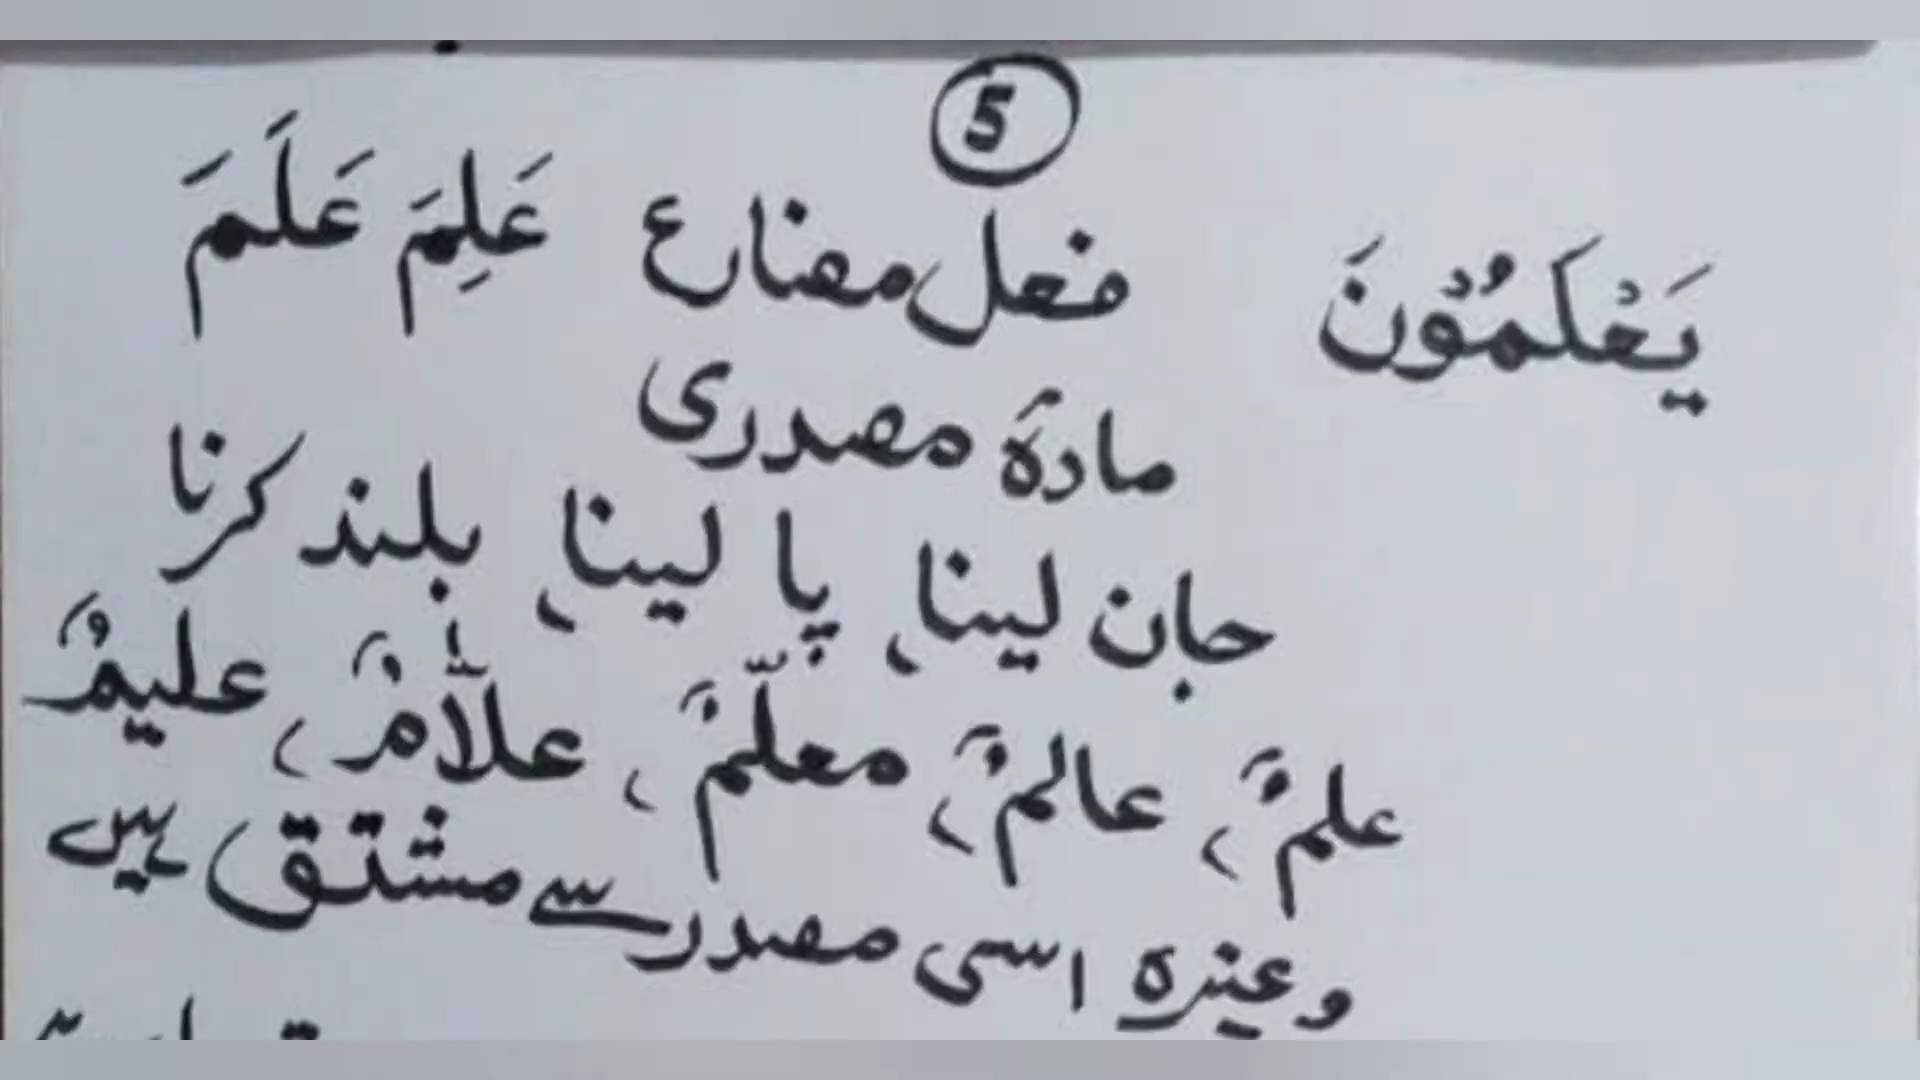 5
یَعْلَمُوْنَ فعل مضارع عَلِمَ عَلَمَ
مادۂ مصدری
جان لینا، پا لینا، بلند کرنا
علمٌ، عالمٌ، معلّمٌ، علّامٌ، علیمٌ
وغیرہ اسی مصدر سے مشتق ہیں